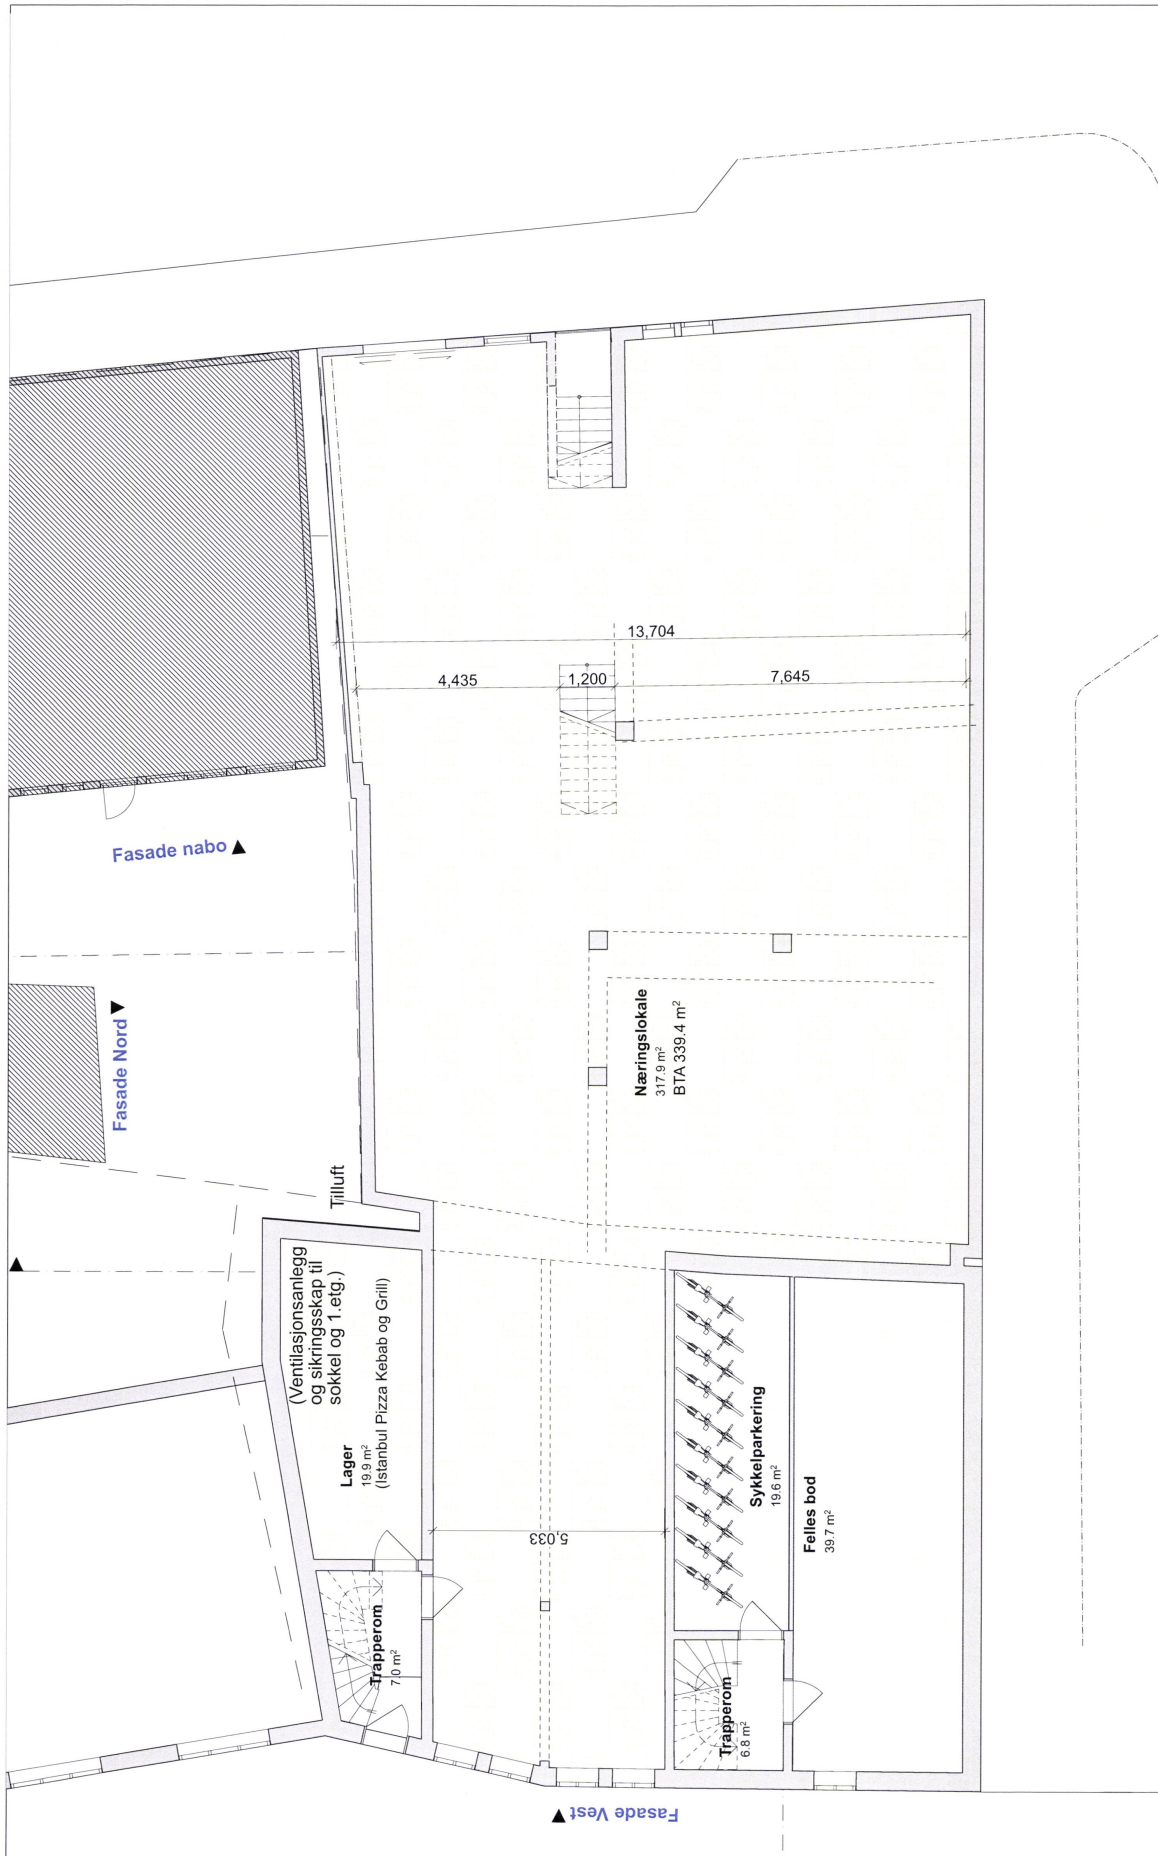 13,704
4,435
1,200
7,645
Fasade nabo
Fasade Nord
Næringslokale
317.9 m²
BTA 339.4 m²
Tilluft
(Ventilasjonsanlegg
og sikringsskap til
sokkel og 1.etg.)
Lager
19.9 m²
(Istanbul Pizza Kebab og Grill)
5,033
Sykkelparkering
19.6 m²
Felles bod
39.7 m²
Trapperom
7.0 m²
Trapperom
6.8 m²
Fasade Vest